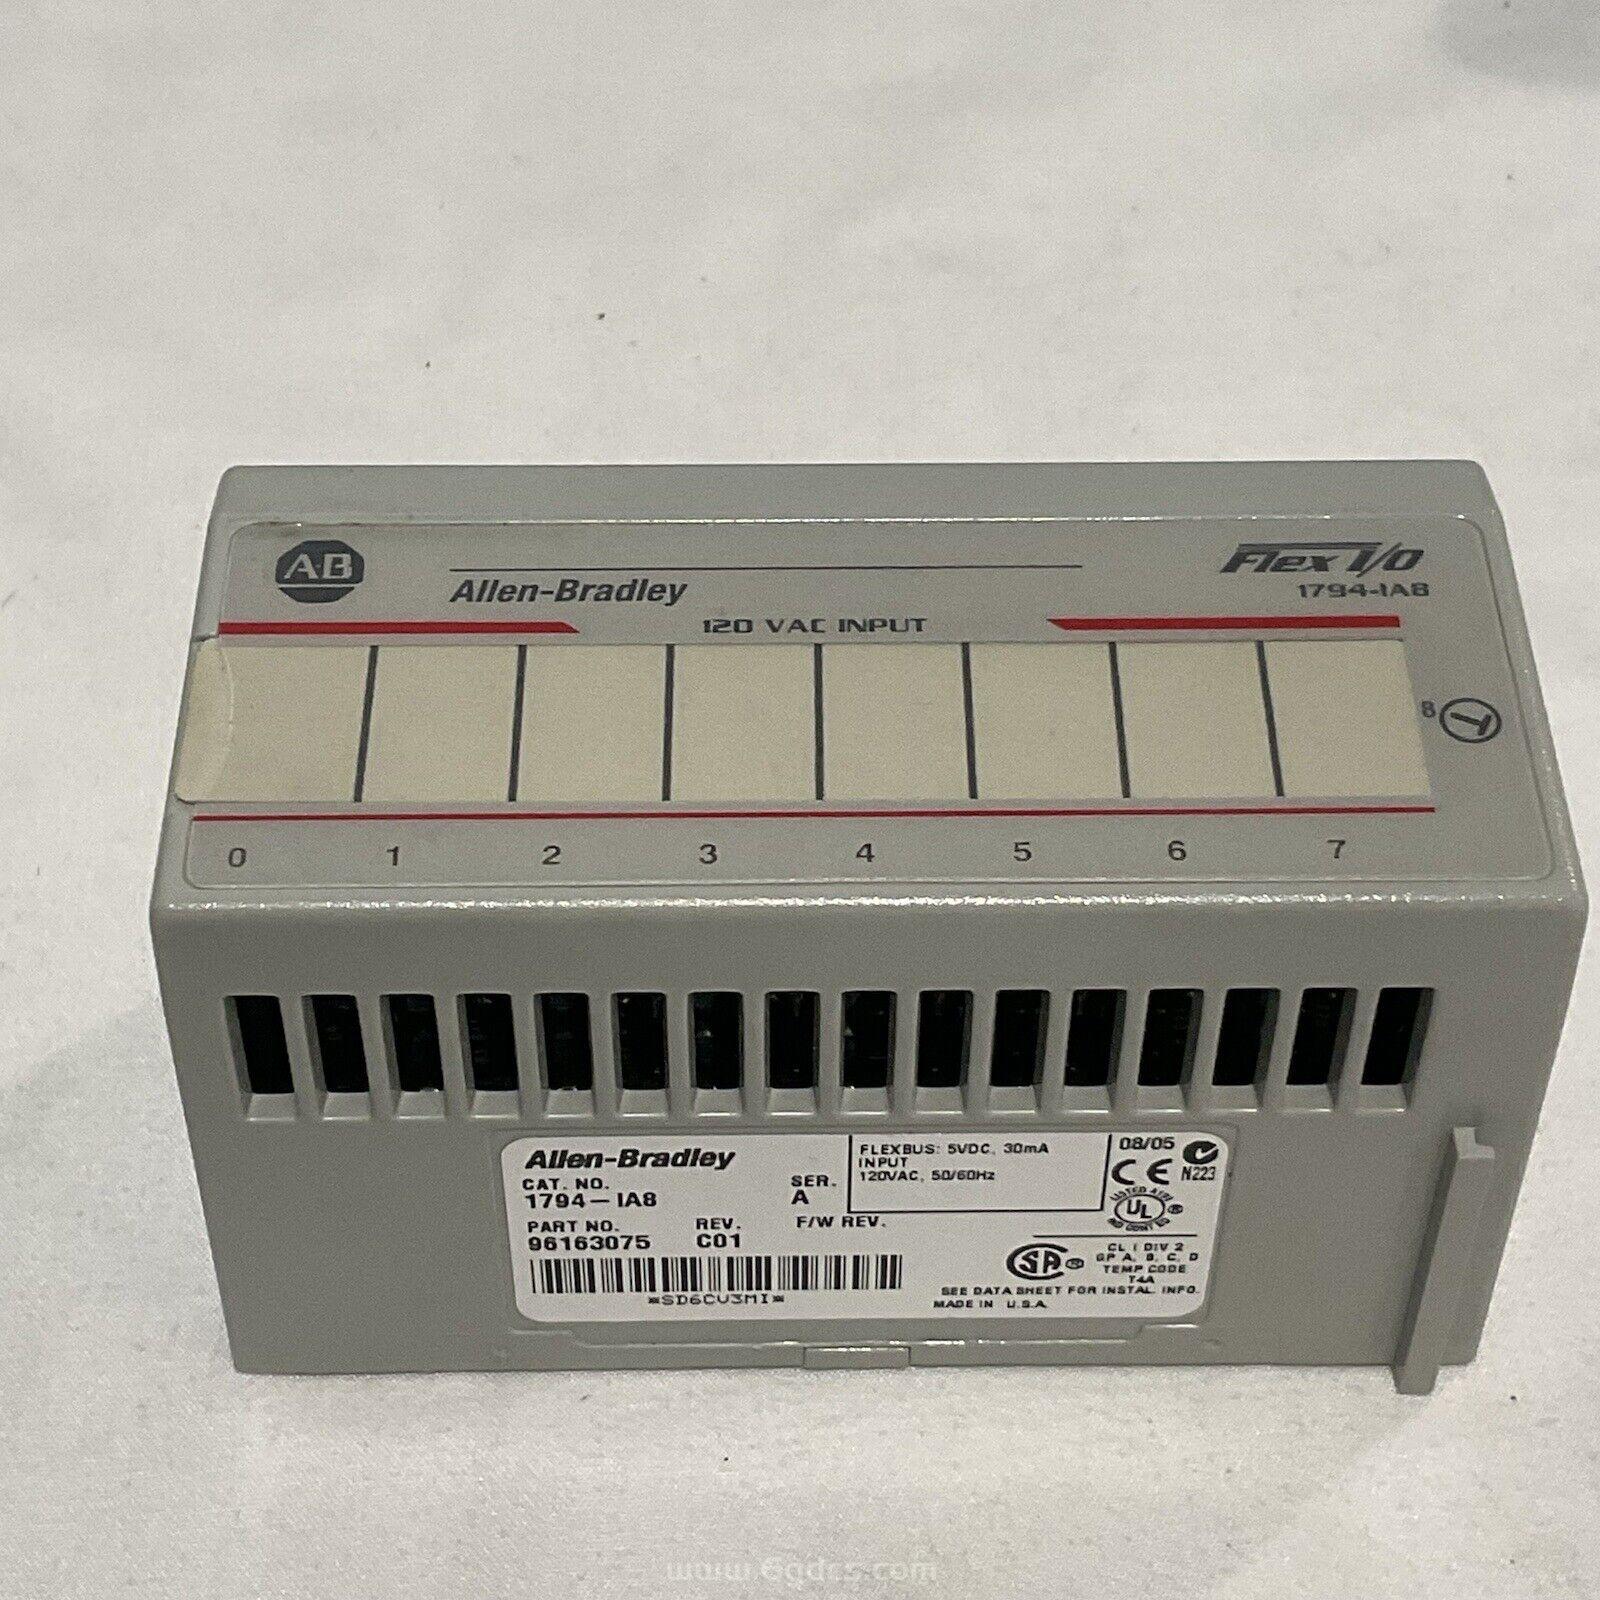 AB
Allen-Bradley
Flex I/O
1794-IA8
120 VAC INPUT
8
0 1 2 3 4 5 6 7
Allen-Bradley
CAT. NO.
1794-IA8
SER.
A
PART NO.
96163075
REV.
C01
F/W REV.
*SD6CV3MI*
FLEXBUS: 5VDC, 30mA
INPUT
120VAC, 50/60Hz
08/05
CE N223
UL
SA
CL I DIV 2
GP A, B, C, D
TEMP CODE
T4A
SEE DATA SHEET FOR INSTAL. INFO.
MADE IN U.S.A.
www.6gdcs.com